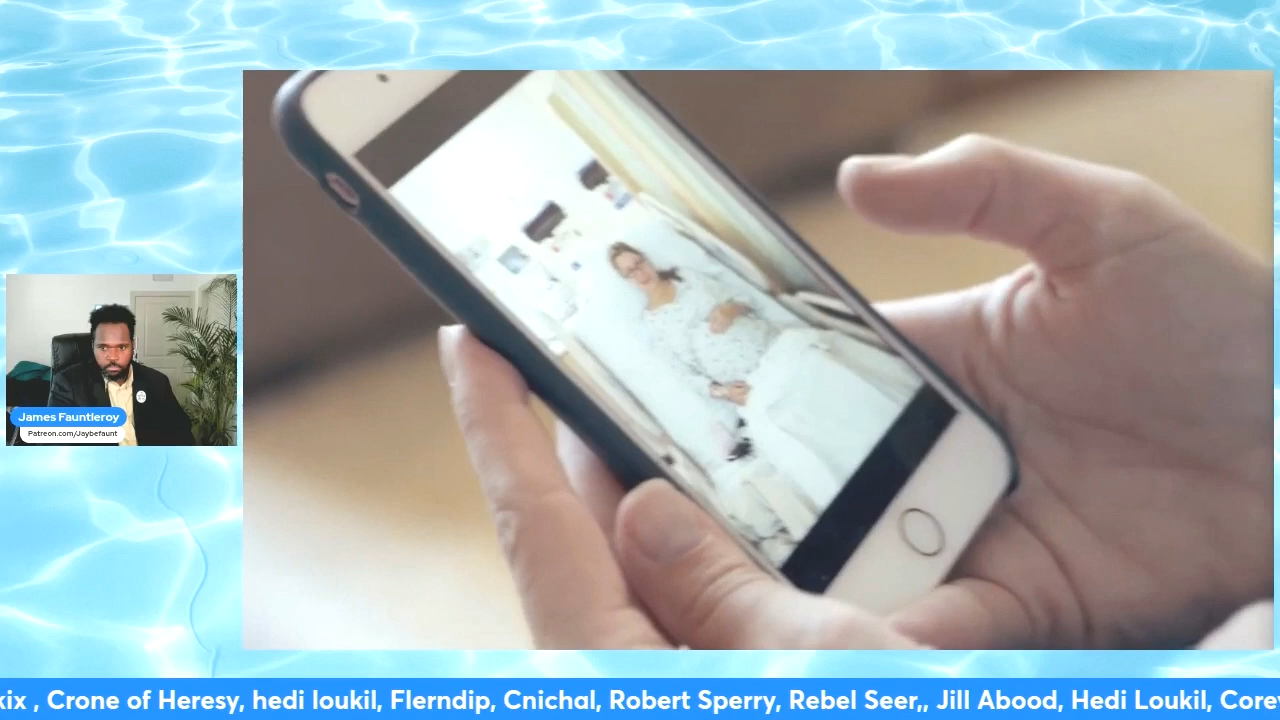 James Fauntleroy
Patreon.com/Jaybefaunt
kix , Crone of Heresy, hedi loukil, Flerndip, Cnichal, Robert Sperry, Rebel Seer,, Jill Abood, Hedi Loukil, Core